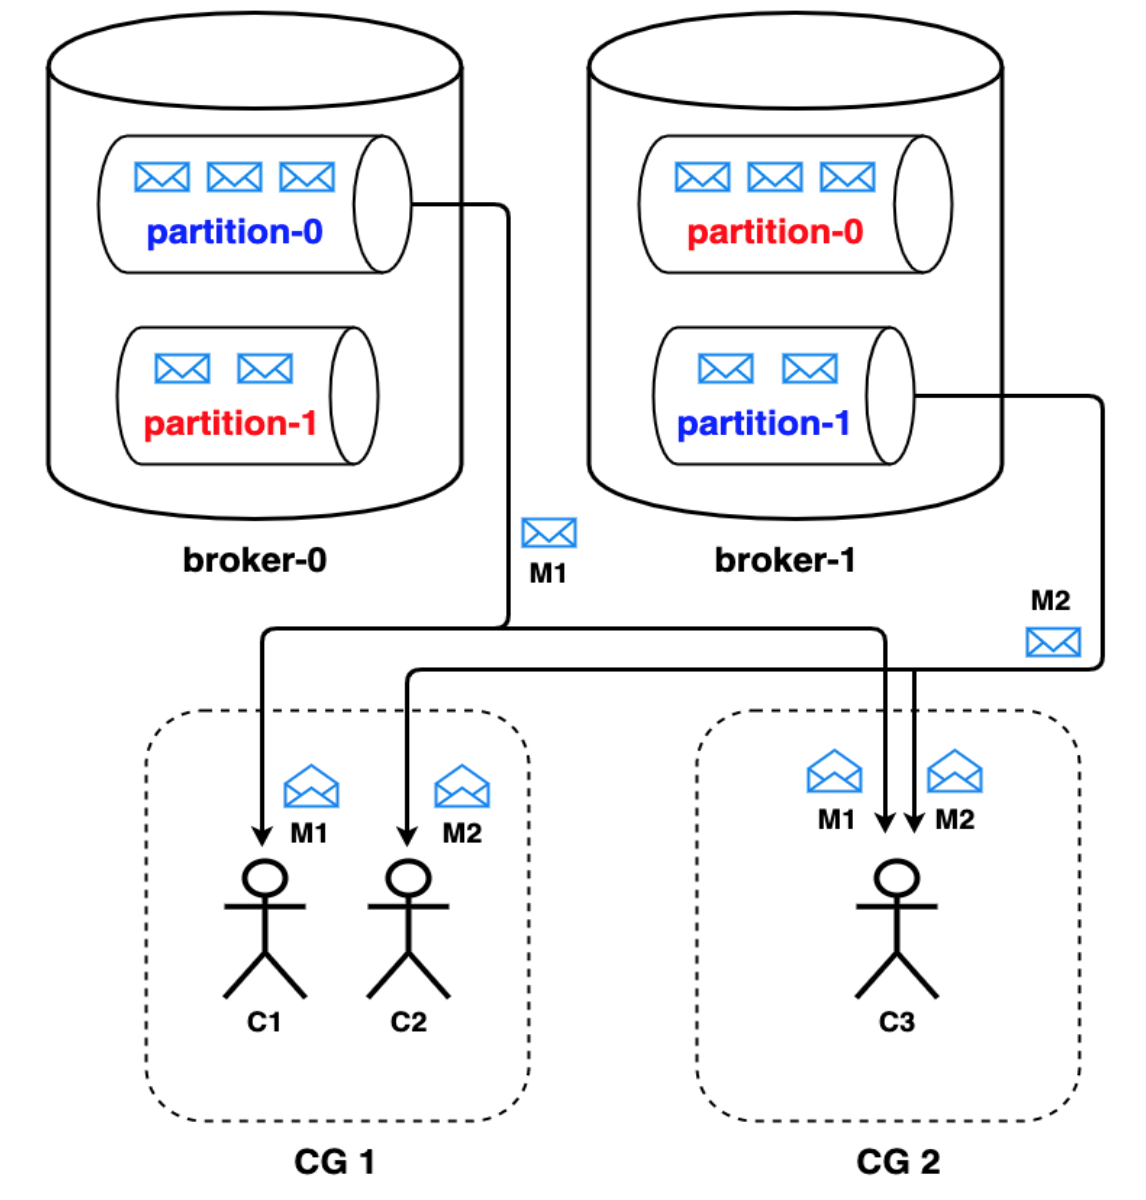 partition-0
partition-0
partition-1
partition-1
broker-0
broker-1
M1
M2
M1
M2
M1
M2
C1
C2
C3
CG 1
CG 2